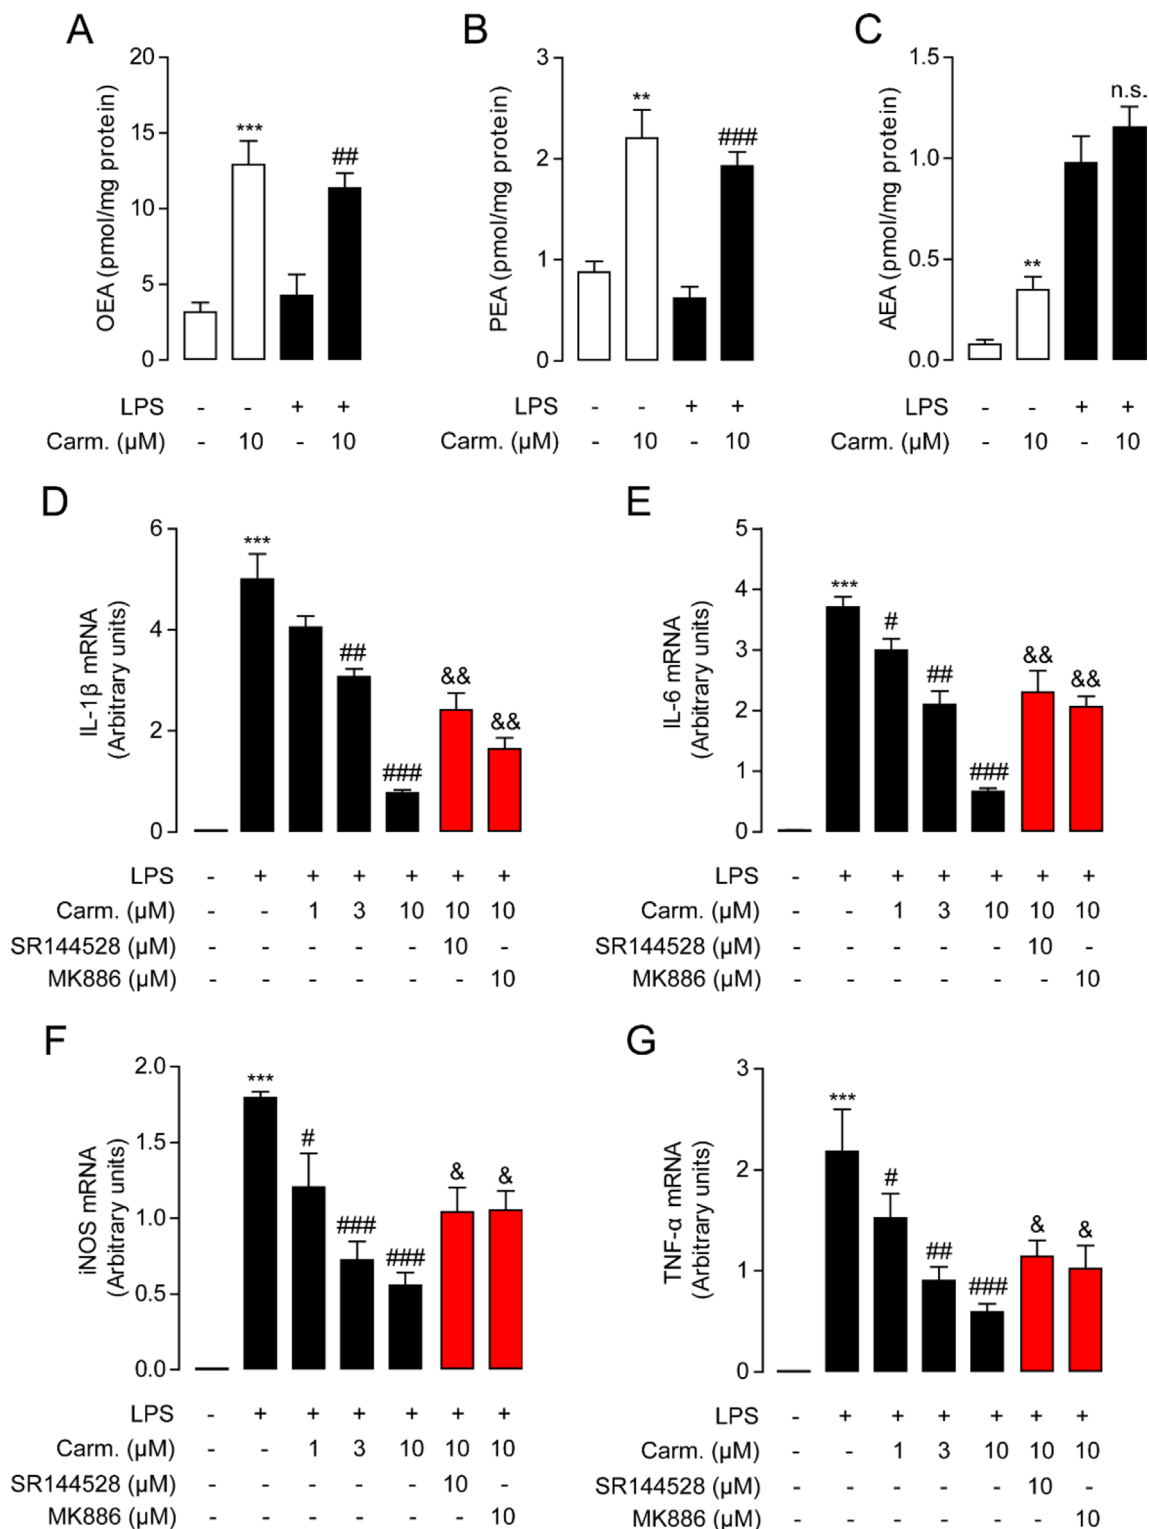 A
B
C
OEA (pmol/mg protein)
20
15
10
5
0
***
##
PEA (pmol/mg protein)
3
2
1
0
**
###
AEA (pmol/mg protein)
1.5
1.0
0.5
0.0
**
n.s.
LPS - - + +
Carm. (µM) - 10 - 10
LPS - - + +
Carm. (µM) - 10 - 10
LPS - - + +
Carm. (µM) - 10 - 10
D
IL-1β mRNA
(Arbitrary units)
6
4
2
0
***
##
###
&&
&&
LPS - + + + + + +
Carm. (µM) - - 1 3 10 10 10
SR144528 (µM) - - - - - 10 -
MK886 (µM) - - - - - - 10
E
IL-6 mRNA
(Arbitrary units)
5
4
3
2
1
0
***
#
##
###
&&
&&
LPS - + + + + + +
Carm. (µM) - - 1 3 10 10 10
SR144528 (µM) - - - - - 10 -
MK886 (µM) - - - - - - 10
F
iNOS mRNA
(Arbitrary units)
2.0
1.5
1.0
0.5
0.0
***
#
###
###
&
&
LPS - + + + + + +
Carm. (µM) - - 1 3 10 10 10
SR144528 (µM) - - - - - 10 -
MK886 (µM) - - - - - - 10
G
TNF-α mRNA
(Arbitrary units)
3
2
1
0
***
#
##
###
&
&
LPS - + + + + + +
Carm. (µM) - - 1 3 10 10 10
SR144528 (µM) - - - - - 10 -
MK886 (µM) - - - - - - 10